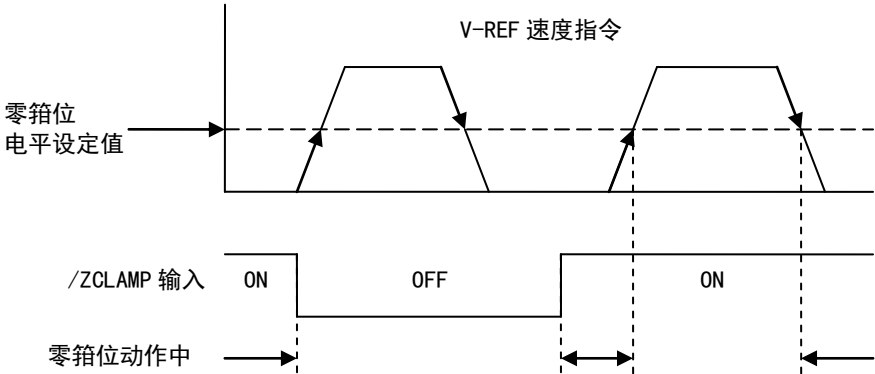 V-REF 速度指令
零箝位
电平设定值
/ZCLAMP 输入 ON OFF ON
零箝位动作中